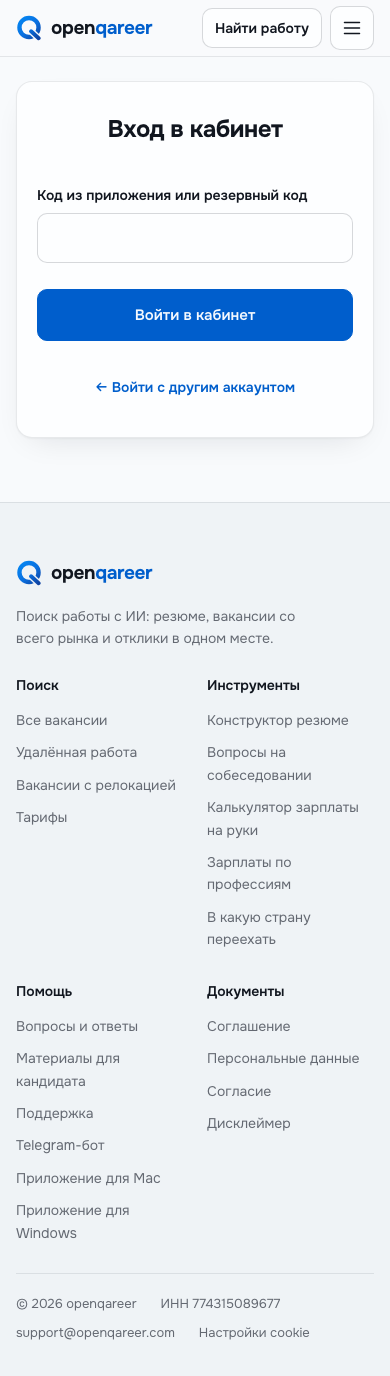 openqareer
Найти работу
Вход в кабинет
Код из приложения или резервный код
Войти в кабинет
← Войти с другим аккаунтом
openqareer
Поиск работы с ИИ: резюме, вакансии со
всего рынка и отклики в одном месте.
Поиск
Все вакансии
Удалённая работа
Вакансии с релокацией
Тарифы
Инструменты
Конструктор резюме
Вопросы на
собеседовании
Калькулятор зарплаты
на руки
Зарплаты по
профессиям
В какую страну
переехать
Помощь
Вопросы и ответы
Материалы для
кандидата
Поддержка
Telegram-бот
Приложение для Mac
Приложение для
Windows
Документы
Соглашение
Персональные данные
Согласие
Дисклеймер
© 2026 openqareer ИНН 774315089677
support@openqareer.com Настройки cookie